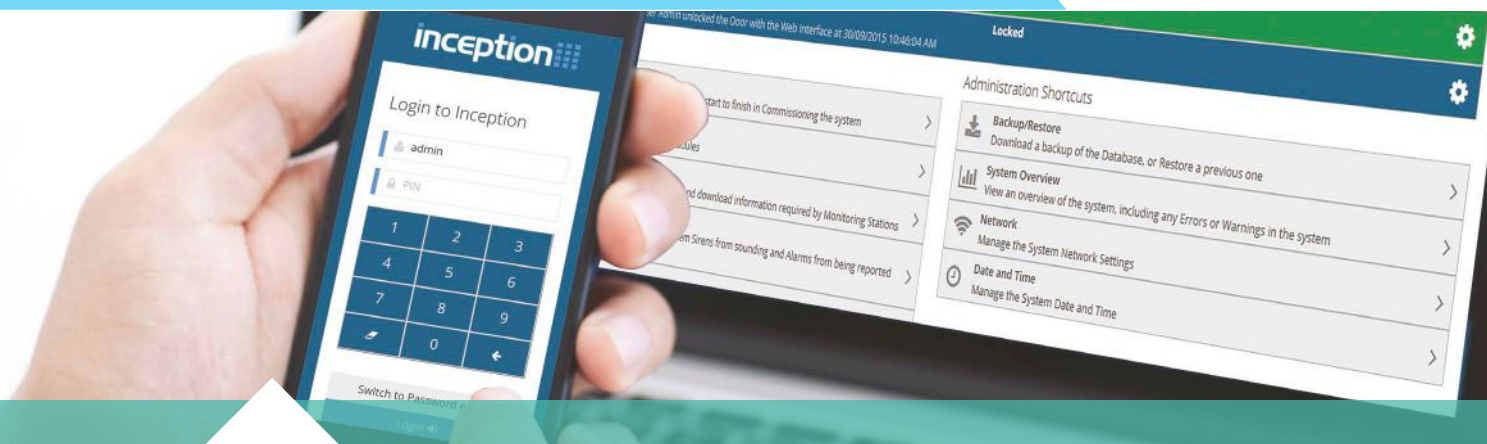 inception
Login to Inception
admin
PIN
1 2 3
4 5 6
7 8 9
0
Switch to Password
Login
Admin unlocked the Door with the Web Interface at 30/09/2015 10:46:04 AM
Locked
start to finish in Commissioning the system
and download information required by Monitoring Stations
Sirens from sounding and Alarms from being reported
Administration Shortcuts
Backup/Restore
Download a backup of the Database, or Restore a previous one
System Overview
View an overview of the system, including any Errors or Warnings in the system
Network
Manage the System Network Settings
Date and Time
Manage the System Date and Time